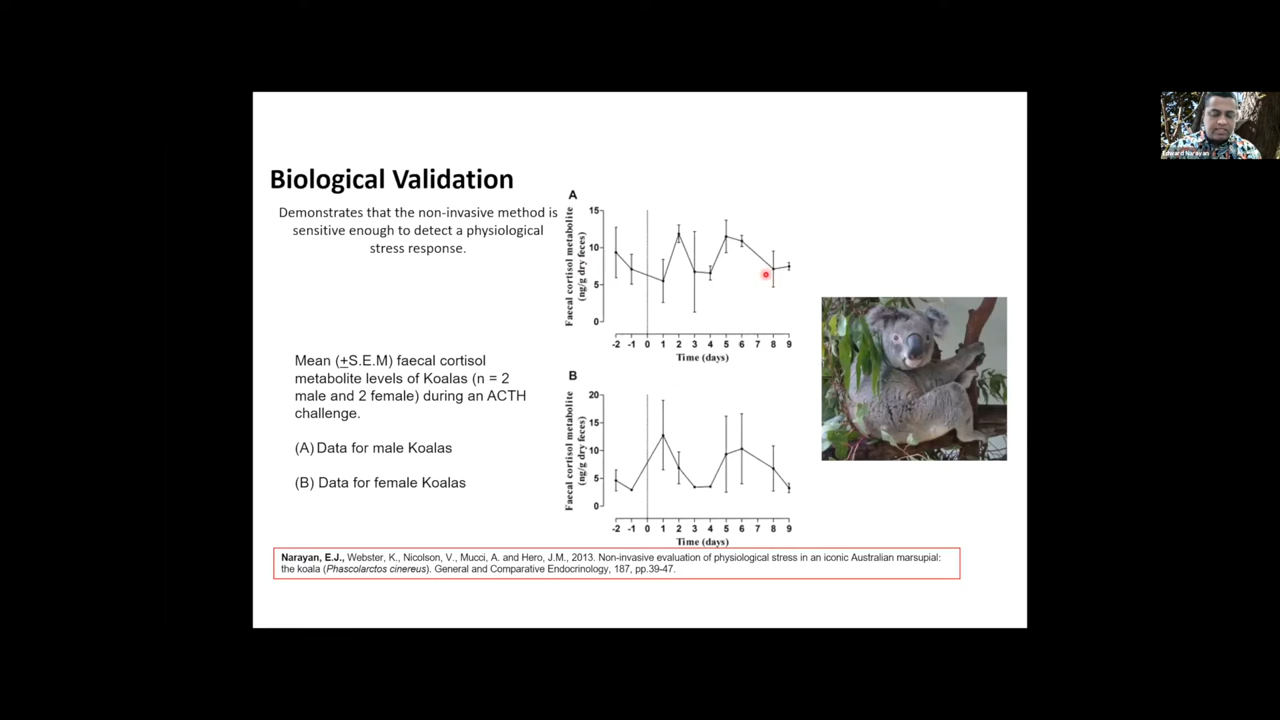 Biological Validation
Demonstrates that the non-invasive method is
sensitive enough to detect a physiological
stress response.
Mean (+S.E.M) faecal cortisol
metabolite levels of Koalas (n = 2
male and 2 female) during an ACTH
challenge.
(A) Data for male Koalas
(B) Data for female Koalas
A
Faecal cortisol metabolite
(ng/g dry feces)
15
10
5
0
-2 -1 0 1 2 3 4 5 6 7 8 9
Time (days)
B
Faecal cortisol metabolite
(ng/g dry feces)
20
15
10
5
0
-2 -1 0 1 2 3 4 5 6 7 8 9
Time (days)
Narayan, E.J., Webster, K., Nicolson, V., Mucci, A. and Hero, J.M., 2013. Non-invasive evaluation of physiological stress in an iconic Australian marsupial:
the koala (Phascolarctos cinereus). General and Comparative Endocrinology, 187, pp.39-47.
Edward Narayan